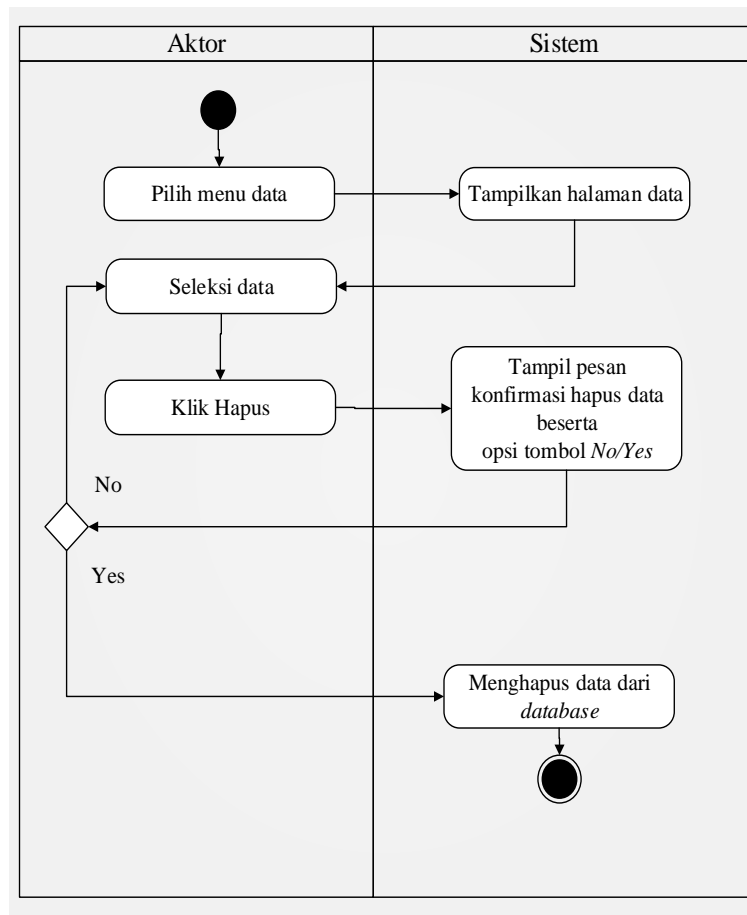 Aktor
Sistem
Pilih menu data
Tampilkan halaman data
Seleksi data
Klik Hapus
Tampil pesan
konfirmasi hapus data
beserta
opsi tombol No/Yes
No
Yes
Menghapus data dari
database